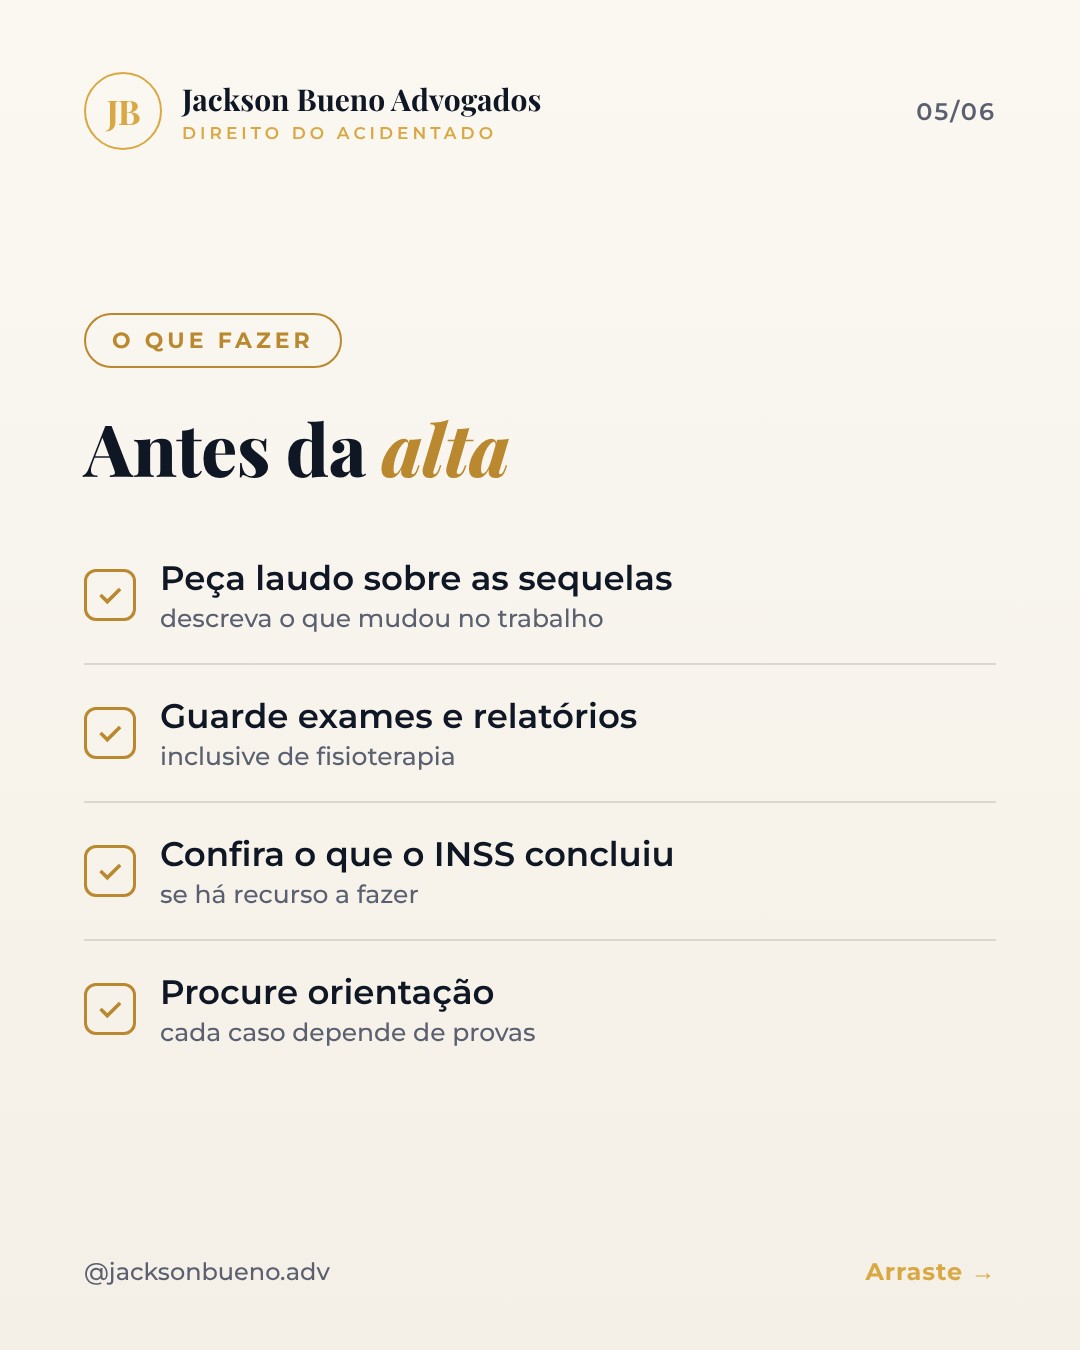 JB
Jackson Bueno Advogados
DIREITO DO ACIDENTADO
05/06
O QUE FAZER
Antes da alta
Peça laudo sobre as sequelas
descreva o que mudou no trabalho
Guarde exames e relatórios
inclusive de fisioterapia
Confira o que o INSS concluiu
se há recurso a fazer
Procure orientação
cada caso depende de provas
@jacksonbueno.adv
Arraste →